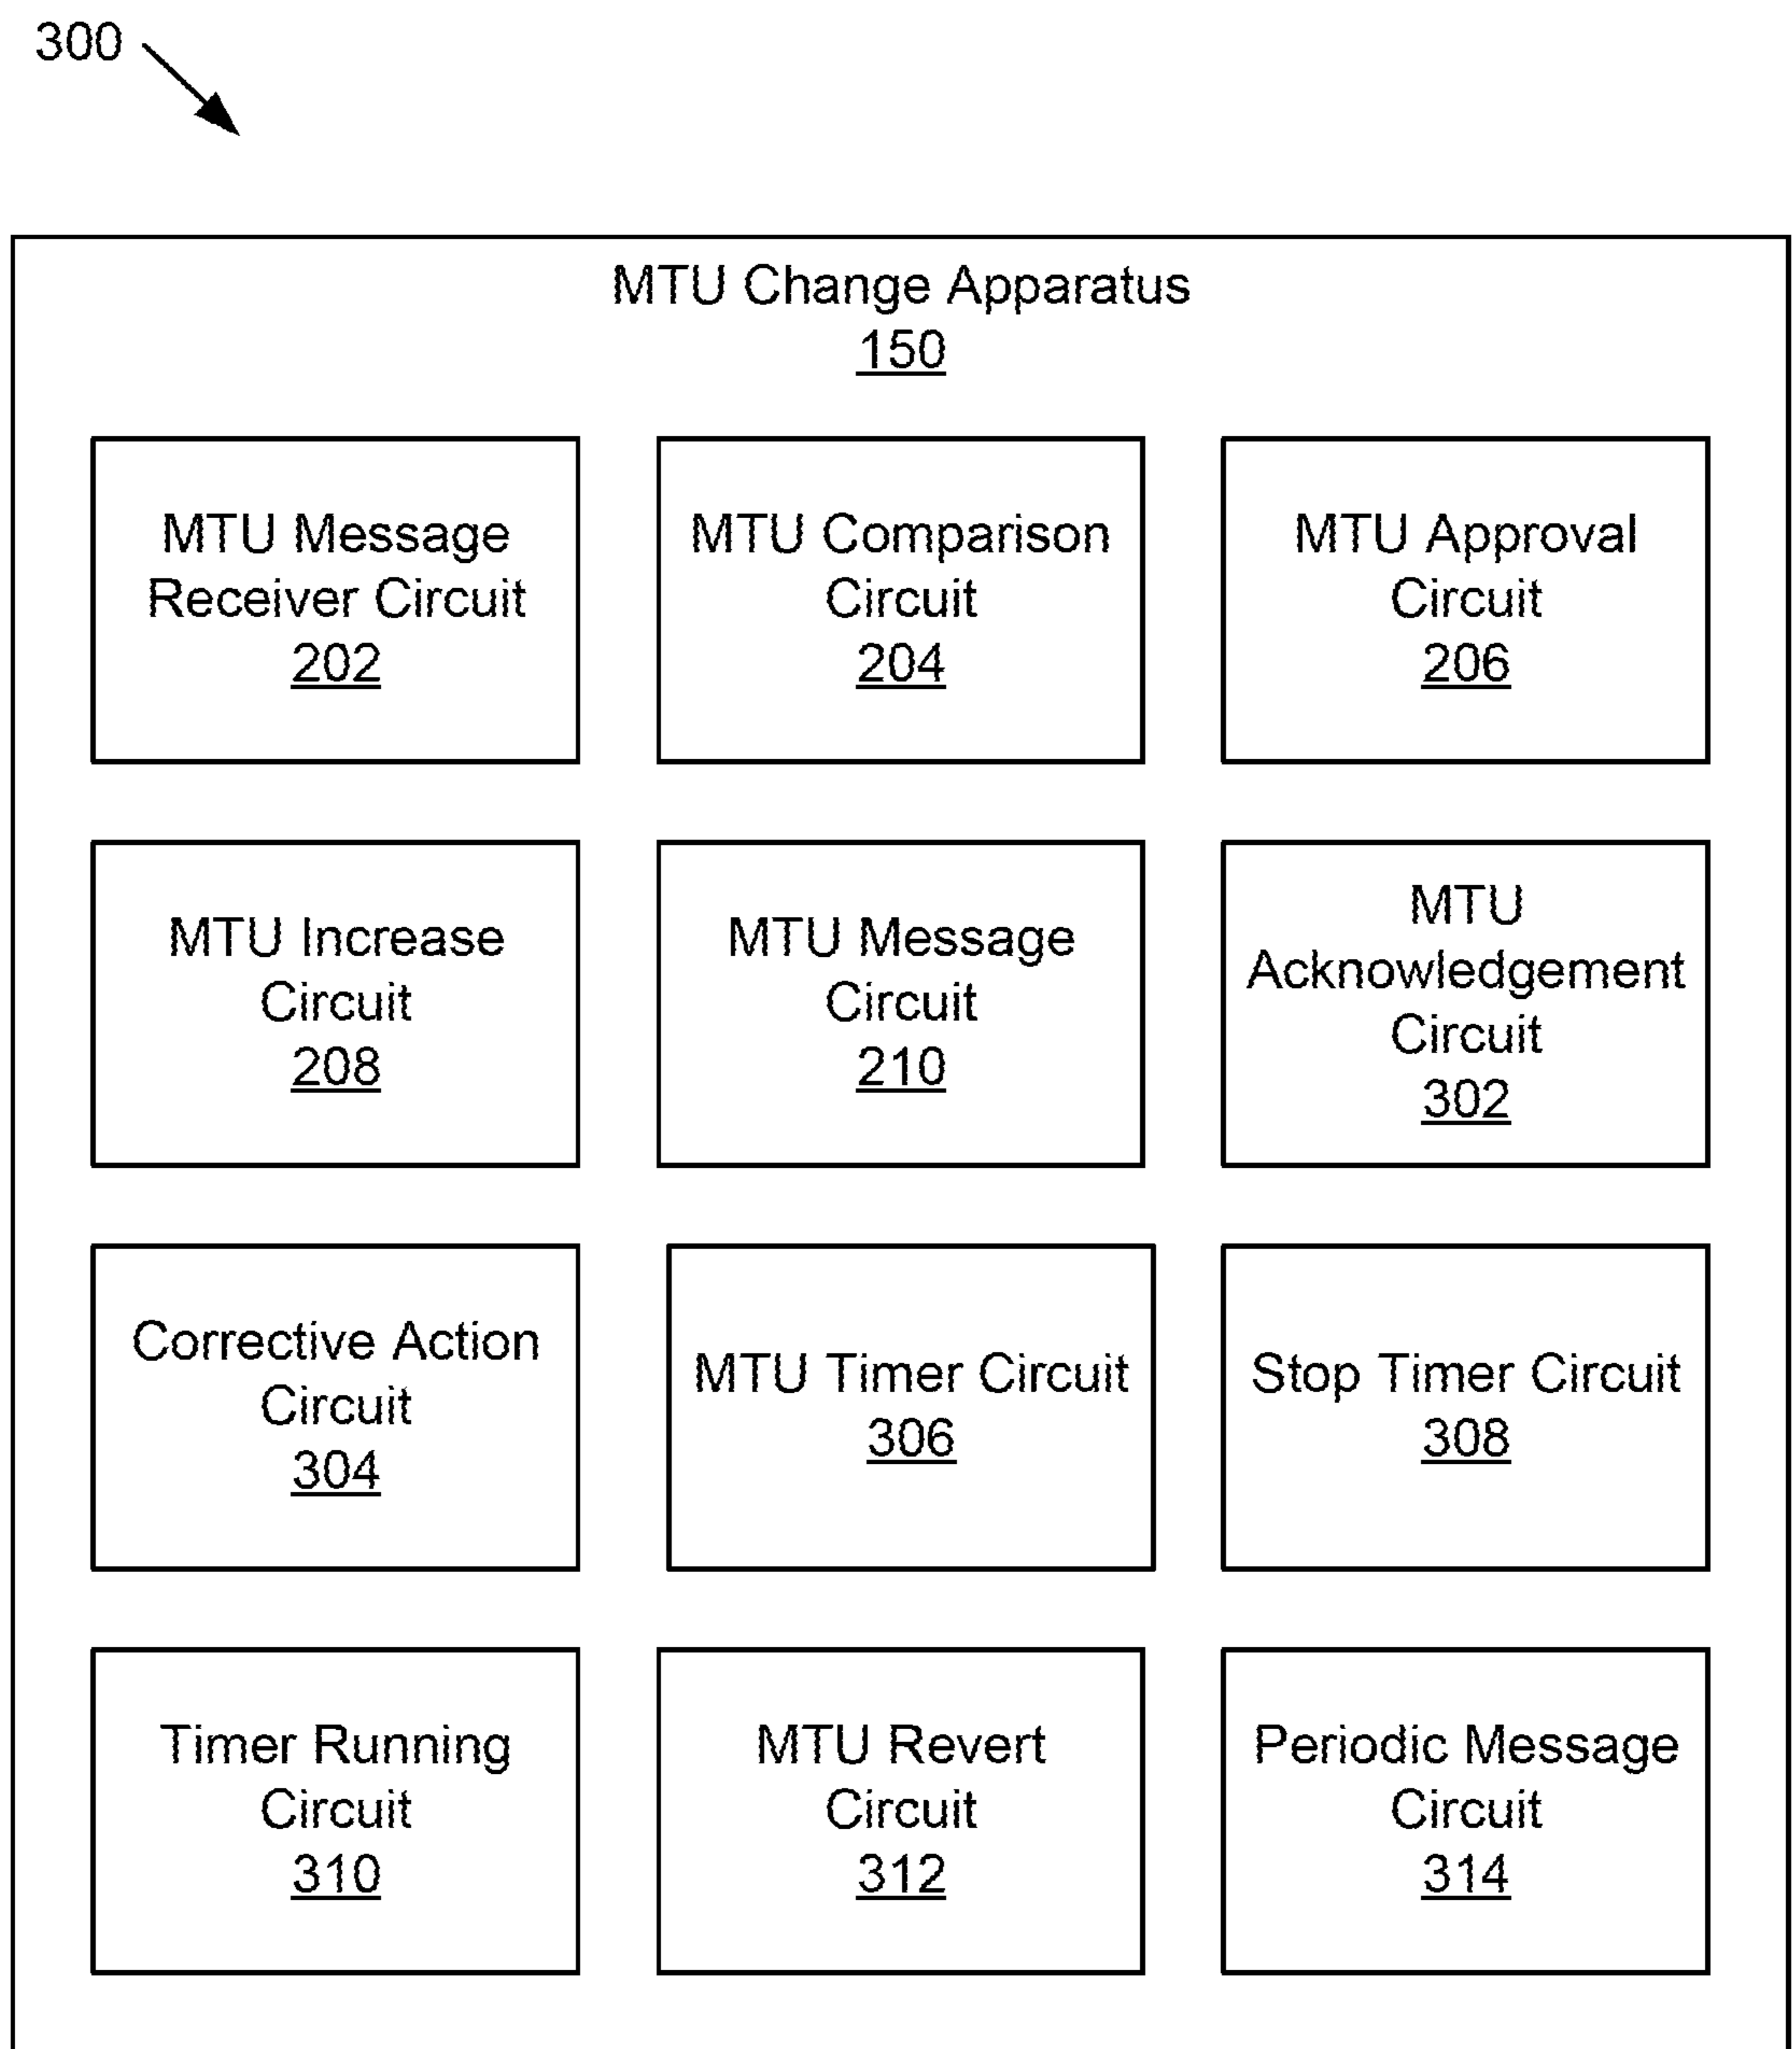 300
MTU Change Apparatus
150
MTU Message
Receiver Circuit
202
MTU Comparison
Circuit
204
MTU Approval
Circuit
206
MTU Increase
Circuit
208
MTU Message
Circuit
210
MTU
Acknowledgement
Circuit
302
Corrective Action
Circuit
304
MTU Timer Circuit
306
Stop Timer Circuit
308
Timer Running
Circuit
310
MTU Revert
Circuit
312
Periodic Message
Circuit
314